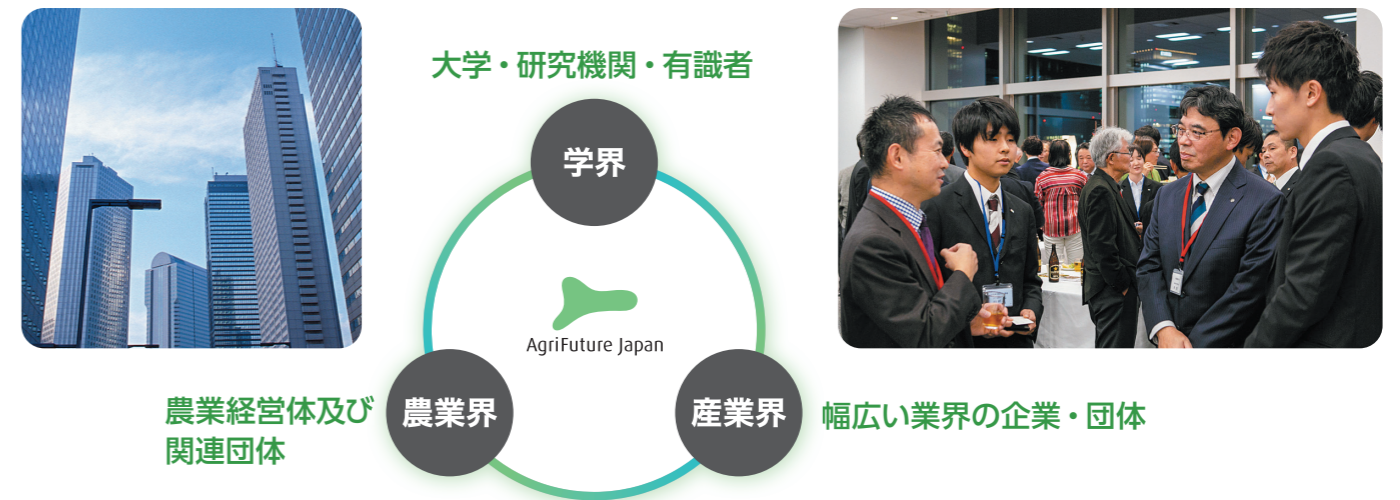 大学・研究機関・有識者
学界
AgriFuture Japan
農業界
産業界
農業経営体及び
関連団体
幅広い業界の企業・団体